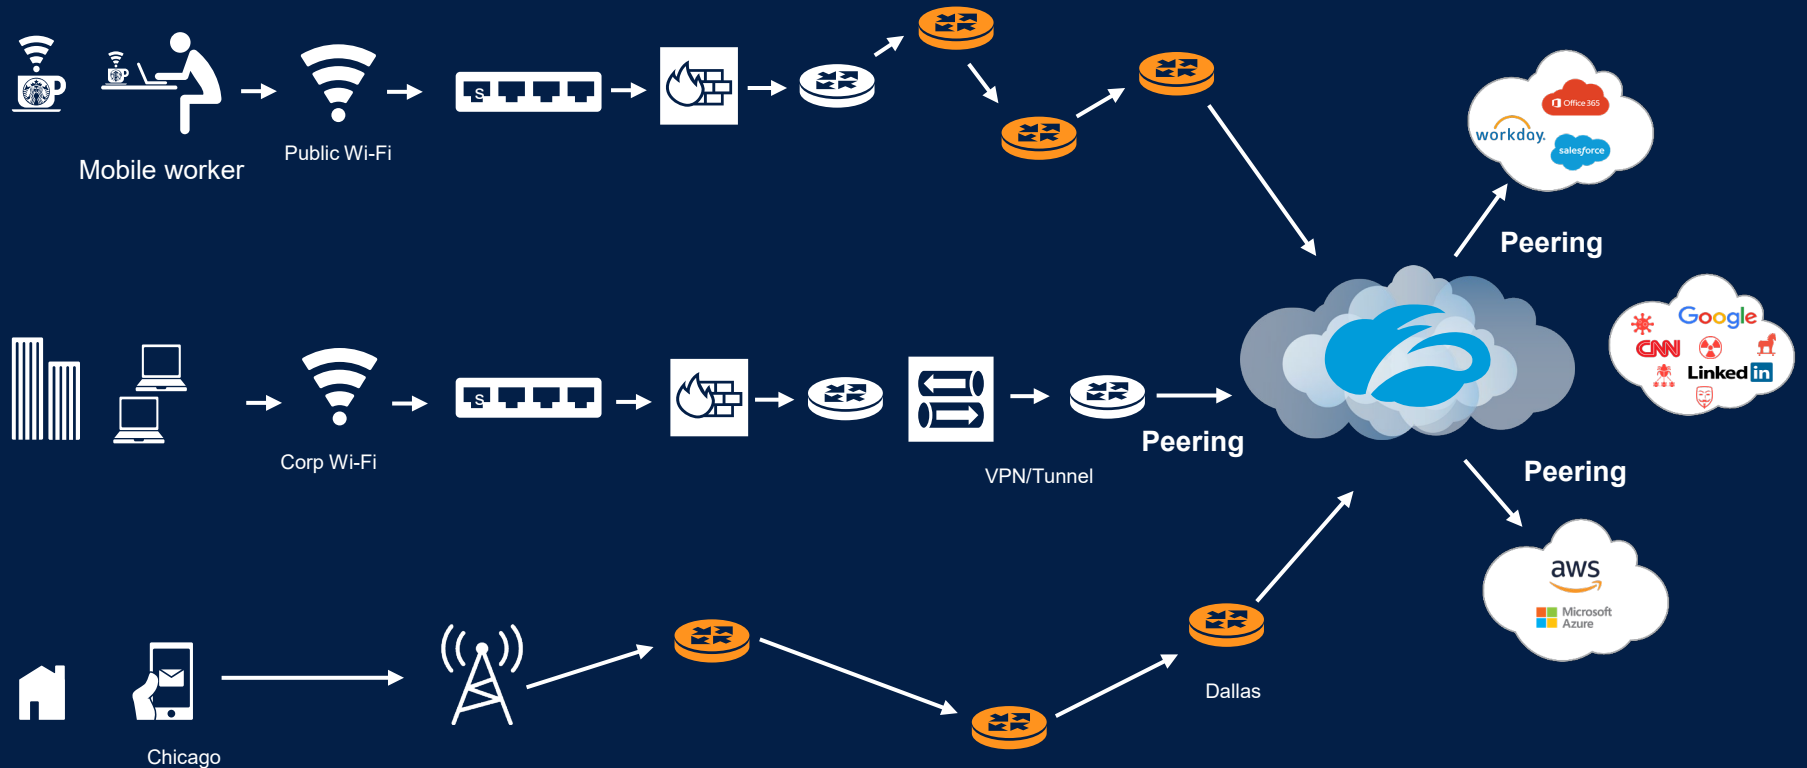 Mobile worker
Public Wi-Fi
S
Office 365
workday.
salesforce
Peering
Corp Wi-Fi
S
VPN/Tunnel
Peering
Google
CNN
Linked in
Peering
aws
Microsoft
Azure
Chicago
Dallas